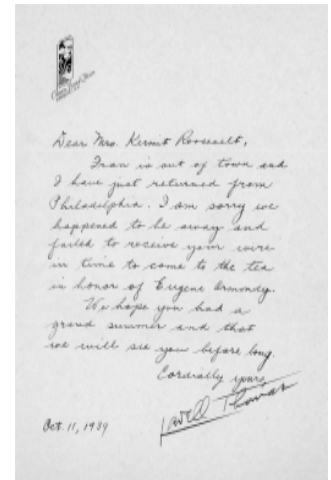 Dear Mrs. Kermit Roosevelt,
Fran is out of town and
I have just returned from
Philadelphia. I am sorry we
happened to be away and
failed to receive your wire
in time to come to the tea
in honor of Eugene Ormandy.
We hope you had a
grand summer and that
we will see you before long.
Cordially yours,
Lowell Thomas
Oct. 11, 1939